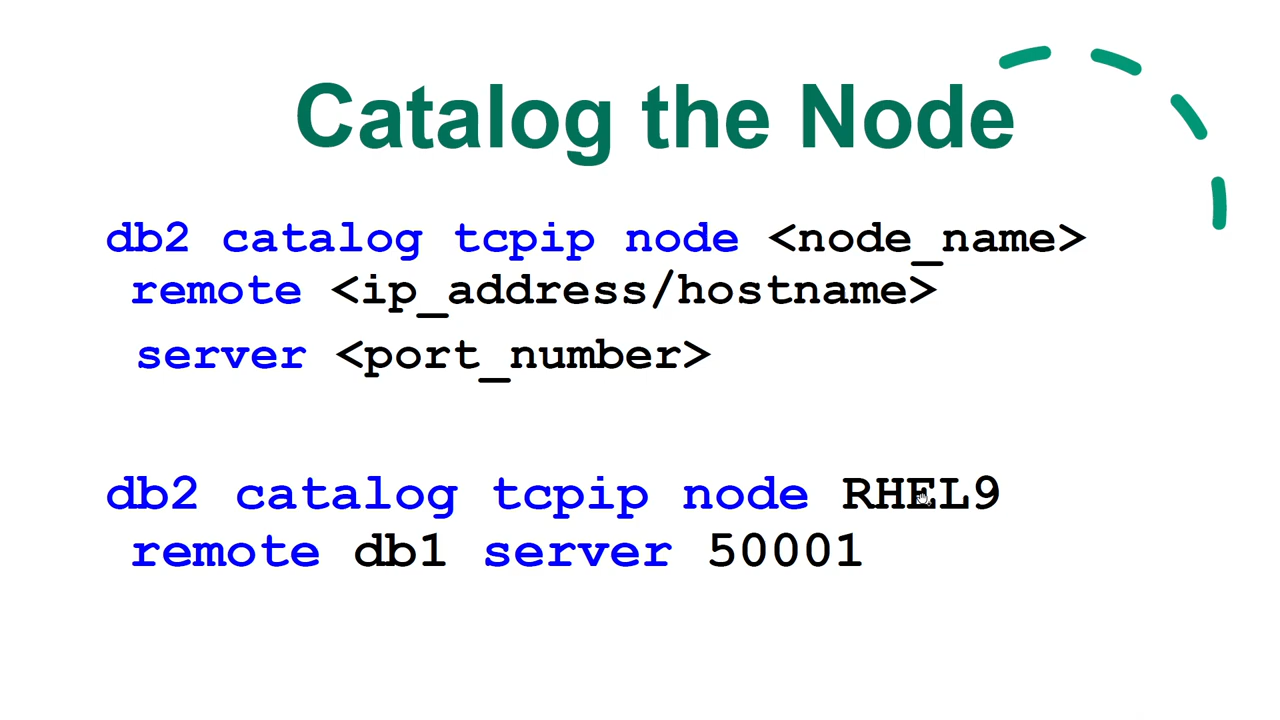 Catalog the Node
db2 catalog tcpip node <node_name>
remote <ip_address/hostname>
server <port_number>
db2 catalog tcpip node RHEL9
remote db1 server 50001